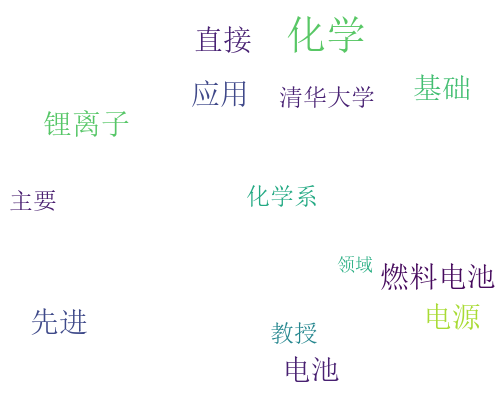 直接
化学
应用
清华大学
基础
锂离子
主要
化学系
领域
燃料电池
先进
电源
教授
电池